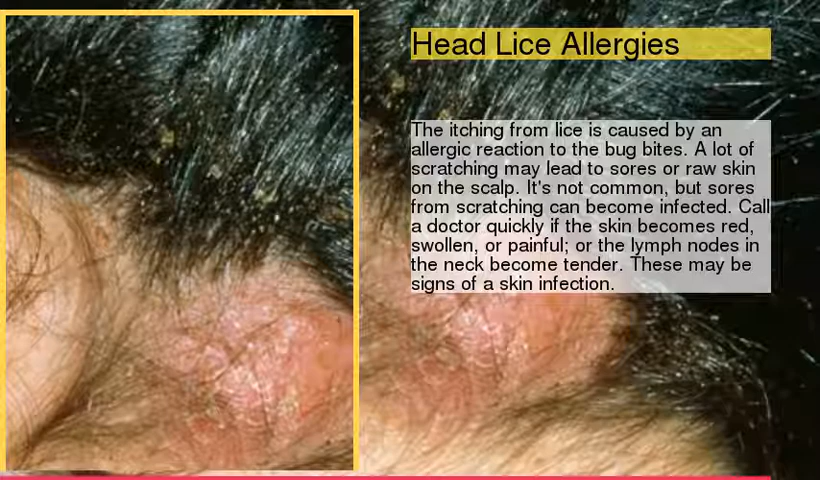 Head Lice Allergies
The itching from lice is caused by an
allergic reaction to the bug bites. A lot of
scratching may lead to sores or raw skin
on the scalp. It's not common, but sores
from scratching can become infected. Call
a doctor quickly if the skin becomes red,
swollen, or painful; or the lymph nodes in
the neck become tender. These may be
signs of a skin infection.